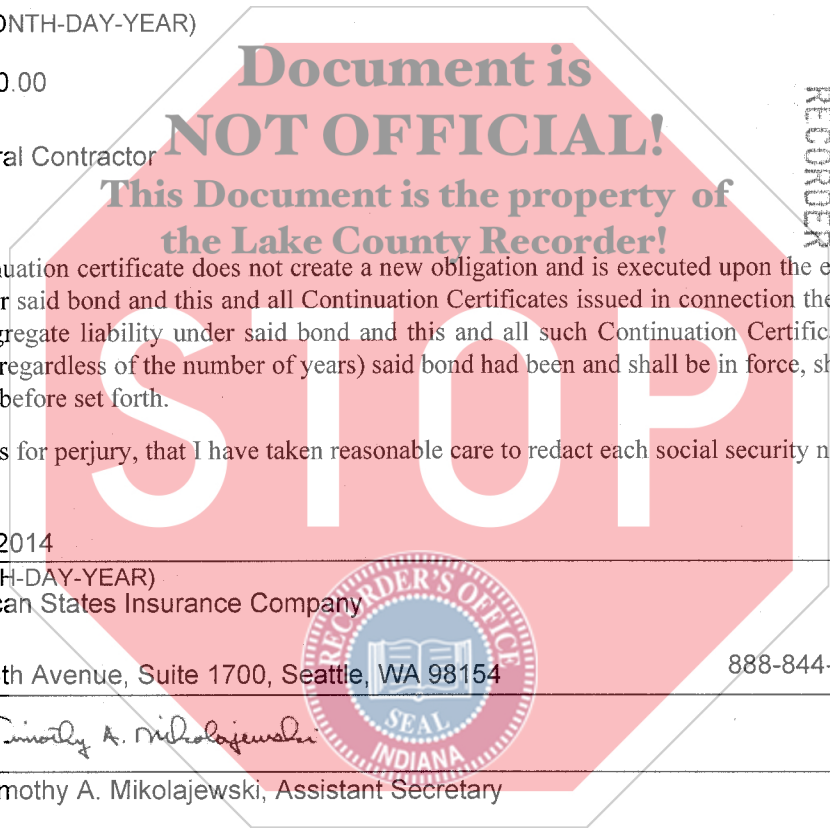 ONTH-DAY-YEAR)
Document is
0.00
NOT OFFICIAL!
ral Contractor
This Document is the property of
the Lake County Recorder!
RECORDER
nuation certificate does not create a new obligation and is executed upon the e
r said bond and this and all Continuation Certificates issued in connection the
gregate liability under said bond and this and all such Continuation Certific
regardless of the number of years) said bond had been and shall be in force, sh
before set forth.
STOP
s for perjury, that I have taken reasonable care to redact each social security n
2014
H-DAY-YEAR)
can States Insurance Company
RECORDER'S OFFICE
th Avenue, Suite 1700, Seattle, WA 98154
888-844-
SEAL
INDIANA
Timothy A. Mikolajewski
mothy A. Mikolajewski, Assistant Secretary